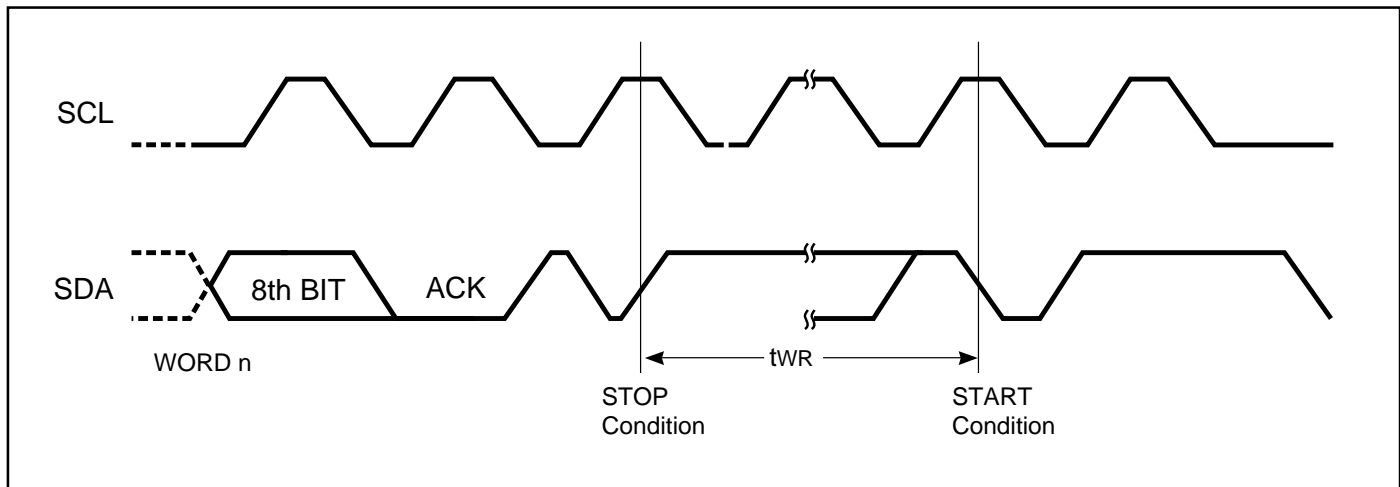 SCL
SDA
8th BIT
ACK
WORD n
tWR
STOP
Condition
START
Condition